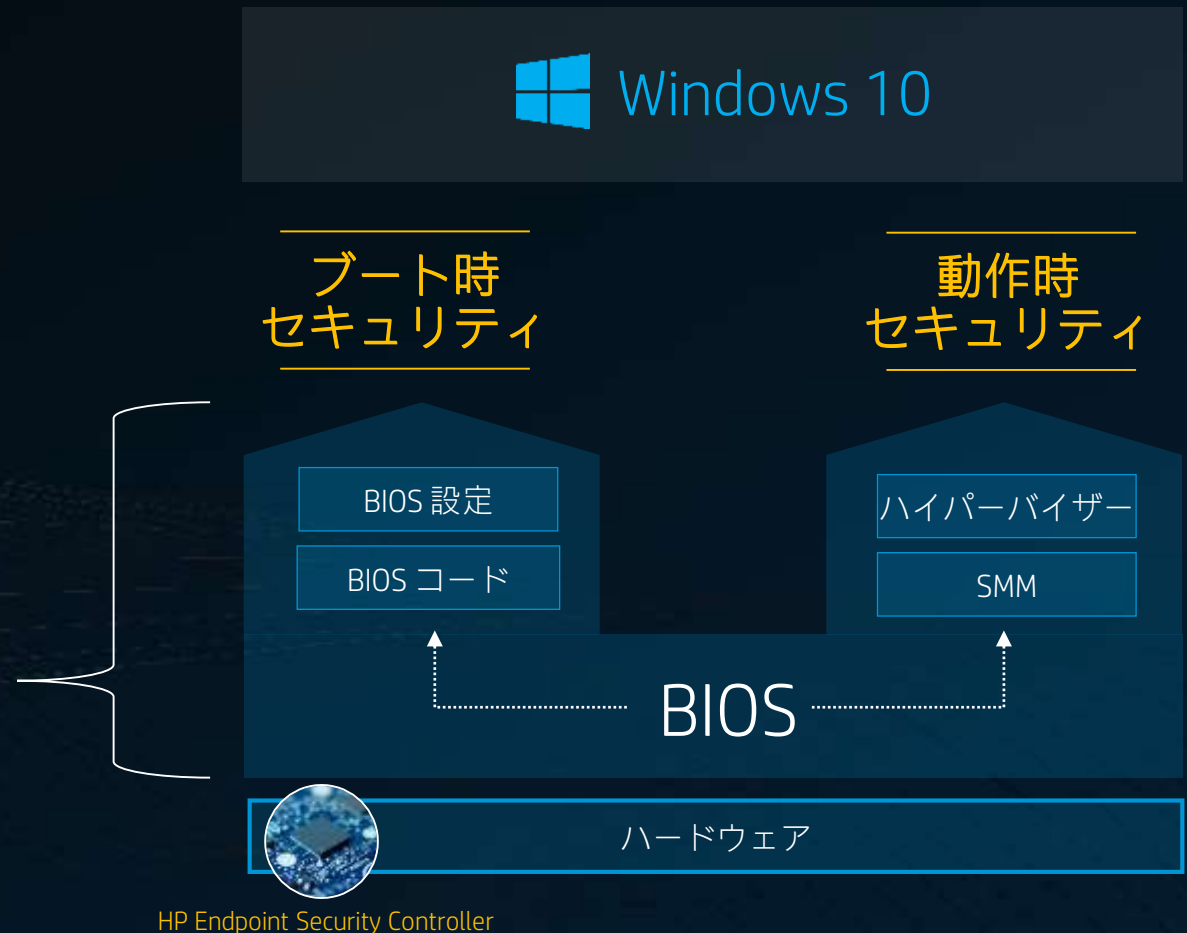 Windows 10
ブート時
セキュリティ
動作時
セキュリティ
BIOS 設定
BIOS コード
ハイパーバイザー
SMM
BIOS
ハードウェア
HP Endpoint Security Controller